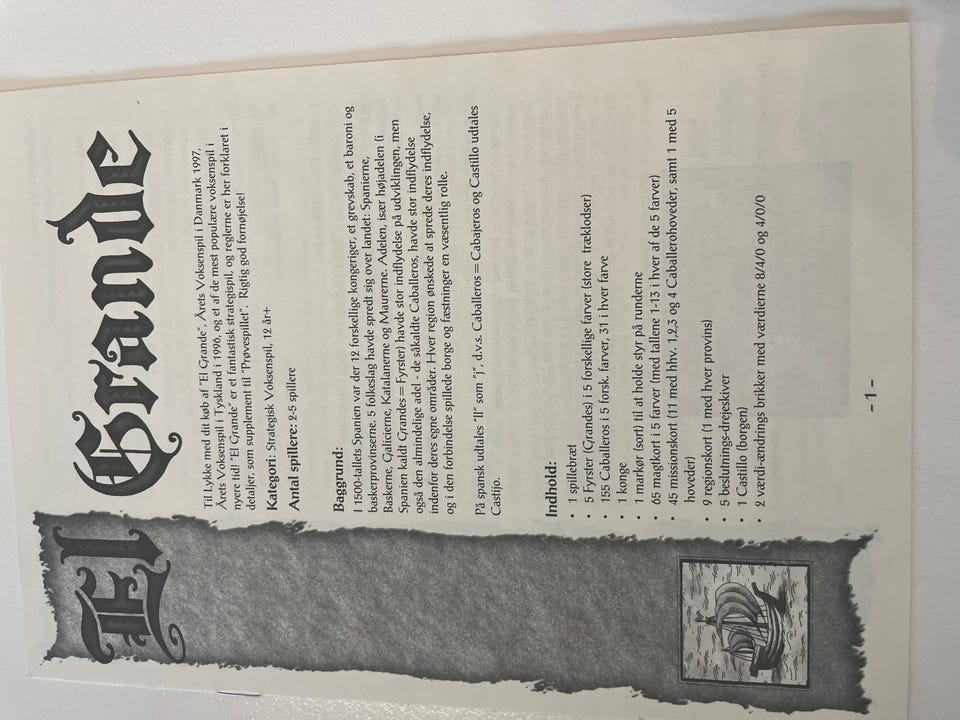 El Grande
Til Lykke med dit køb af "El Grande", Årets Voksenspil i Danmark 1997,
Årets Voksenspil i Tyskland i 1996, og et af de mest populære voksenspil i
nyere tid! "El Grande" er et fantastisk strategispil, og reglerne er her forklaret i
detaljer, som supplement til "Prøvespillet". Rigtig god fornøjelse!
Kategori: Strategisk Voksenspil, 12 år+
Antal spillere: 2-5 spillere
Baggrund:
I 1500-tallets Spanien var der 12 forskellige kongeriger, et grevskab, et baroni og
baskerprovinserne. 5 folkeslag havde spredt sig over landet: Spanierne,
Baskerne, Galicierne, Katalanerne og Maurerne. Adelen, især højadelen (i
Spanien kaldt Grandes = Fyrster) havde stor indflydelse på udviklingen, men
også den almindelige adel - de såkaldte Caballeros, havde stor indflydelse
indenfor deres egne områder. Hver region ønskede at sprede deres indflydelse,
og i den forbindelse spillede borge og fæstninger en væsentlig rolle.
På spansk udtales "ll" som "j", d.v.s. Caballeros = Cabajeros og Castillo udtales
Castijo.
Indhold:
• 1 spillebræt
• 5 Fyrster (Grandes) i 5 forskellige farver (store træklodser)
• 155 Caballeros i 5 forsk. farver, 31 i hver farve
• 1 konge
• 1 markør (sort) til at holde styr på runderne
• 65 magtkort i 5 farver (med tallene 1-13 i hver af de 5 farver)
• 45 missionskort (11 med hhv. 1,2,3 og 4 Caballerohoveder, samt 1 med 5
hoveder)
• 9 regionskort (1 med hver provins)
• 5 beslutnings-drejeskiver
• 1 Castillo (borgen)
• 2 værdi-ændrings brikker med værdierne 8/4/0 og 4/0/0
- 1 -